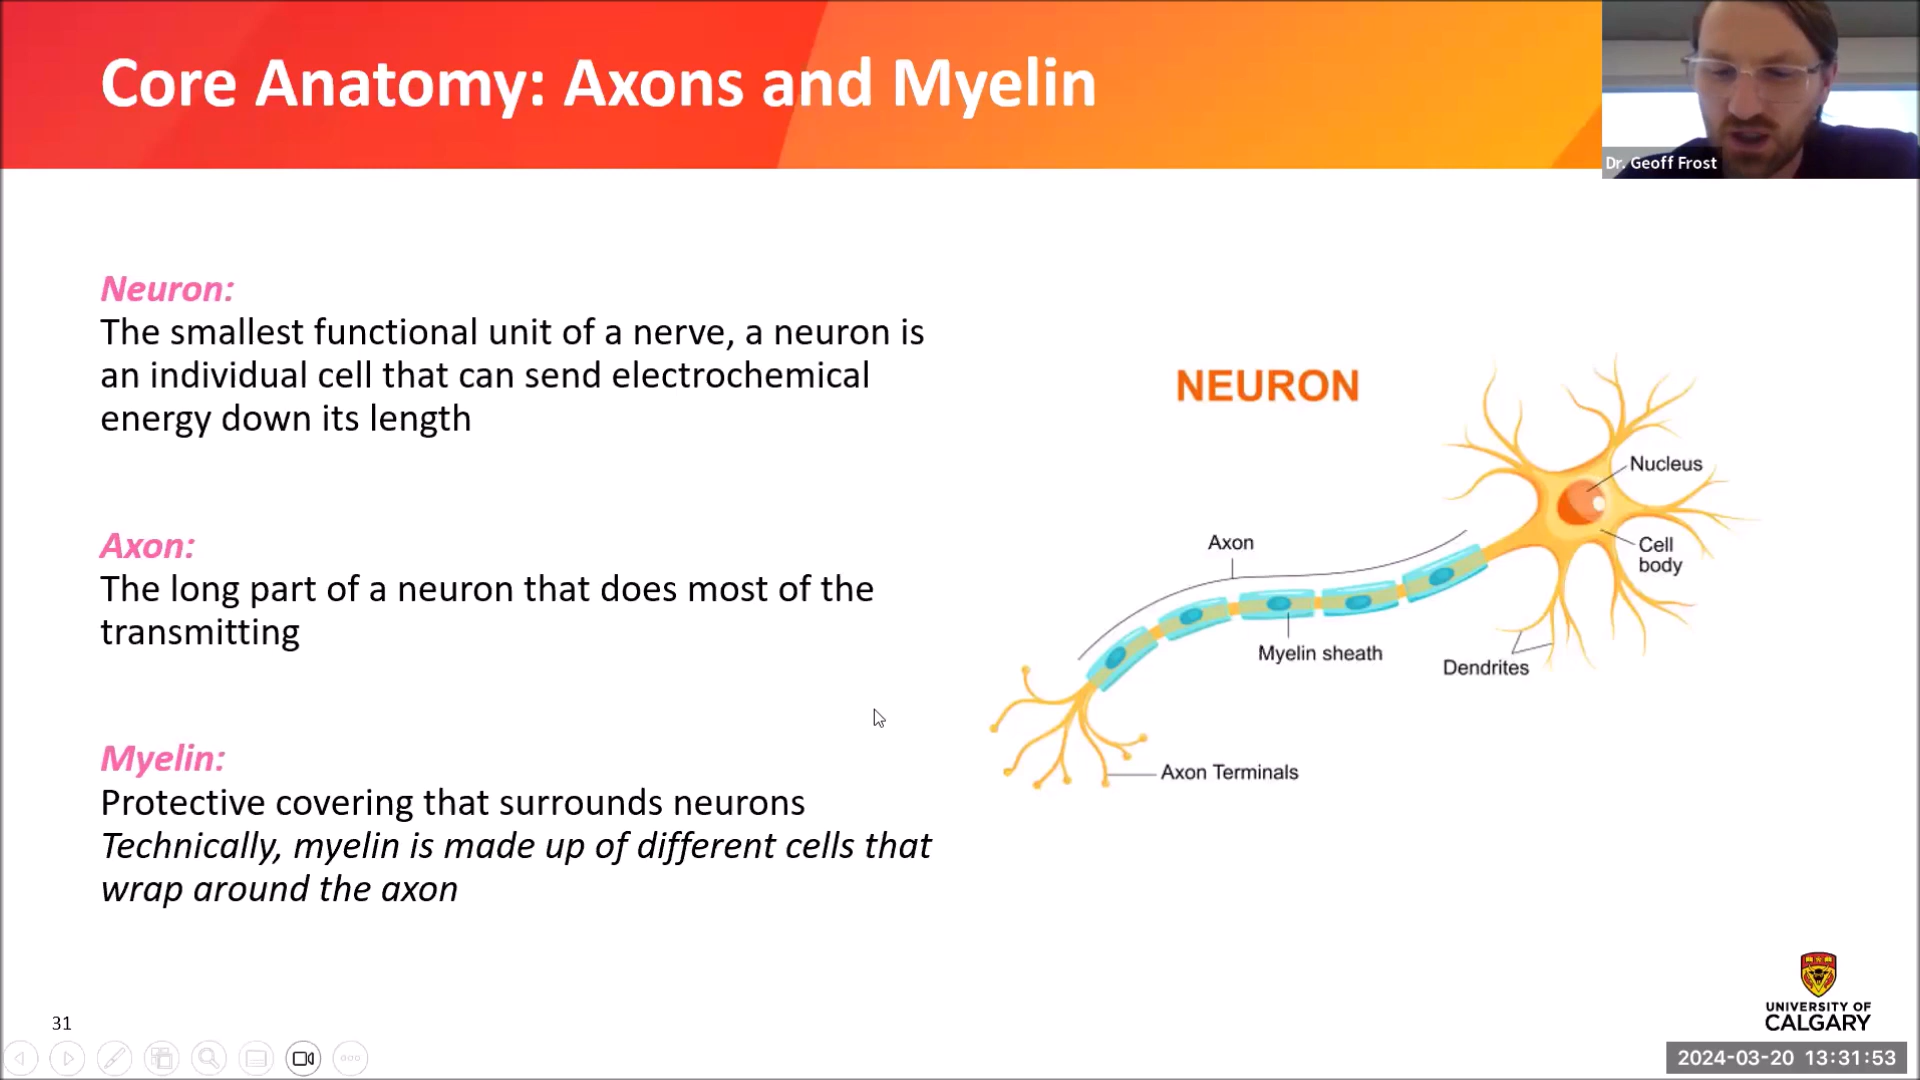 Core Anatomy: Axons and Myelin
Dr. Geoff Frost
Neuron:
The smallest functional unit of a nerve, a neuron is
an individual cell that can send electrochemical
energy down its length
Axon:
The long part of a neuron that does most of the
transmitting
Myelin:
Protective covering that surrounds neurons
Technically, myelin is made up of different cells that
wrap around the axon
NEURON
Nucleus
Axon
Cell
body
Myelin sheath
Dendrites
Axon Terminals
UNIVERSITY OF
CALGARY
31
2024-03-20 13:31:53